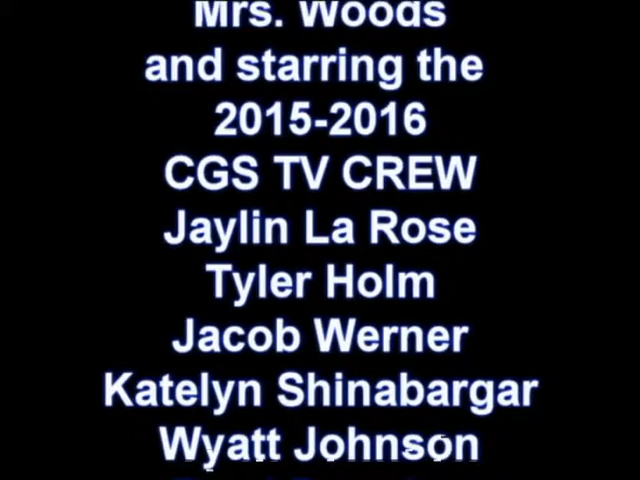 Mrs. Woods
and starring the
2015-2016
CGS TV CREW
Jaylin La Rose
Tyler Holm
Jacob Werner
Katelyn Shinabargar
Wyatt Johnson